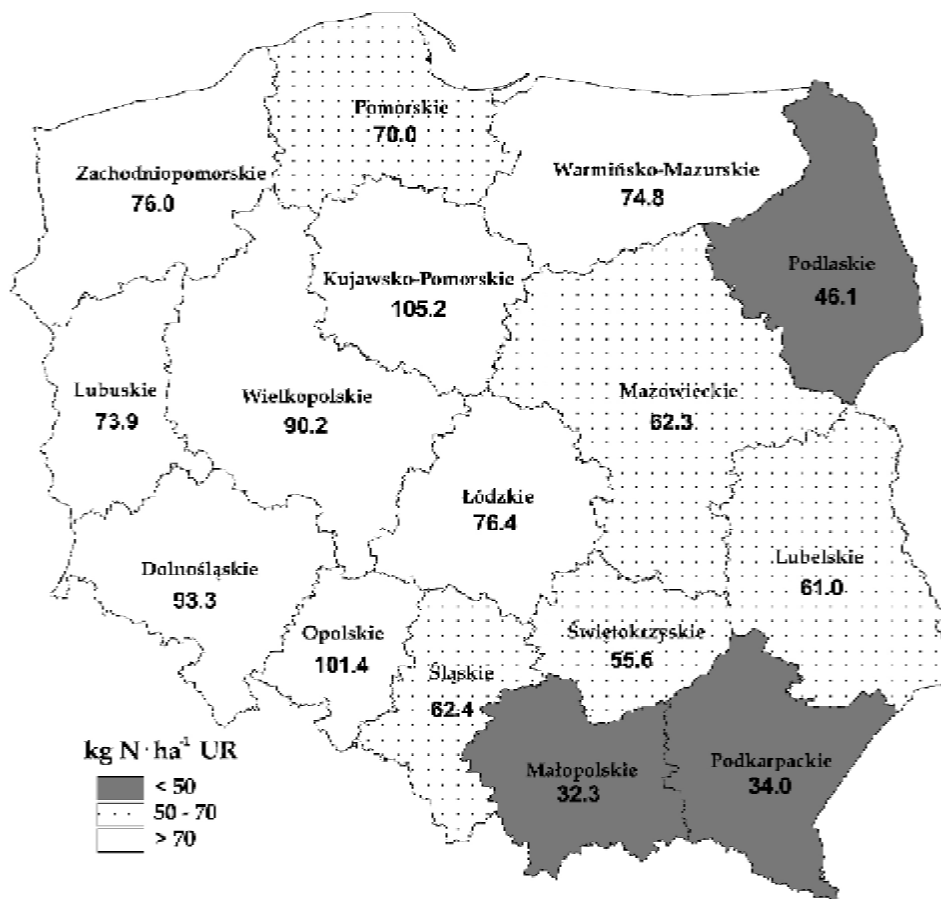 Pomorskie
70.0
Zachodniopomorskie
76.0
Warmińsko-Mazurskie
74.8
Podlaskie
46.1
Kujawsko-Pomorskie
105.2
Lubuskie
73.9
Wielkopolskie
90.2
Mazowieckie
62.3
Łódzkie
76.4
Dolnośląskie
93.3
Lubelskie
61.0
Opolskie
101.4
Śląskie
62.4
Świętokrzyskie
55.6
Małopolskie
32.3
Podkarpackie
34.0
kg N·ha⁻¹ UR
< 50
50 - 70
> 70